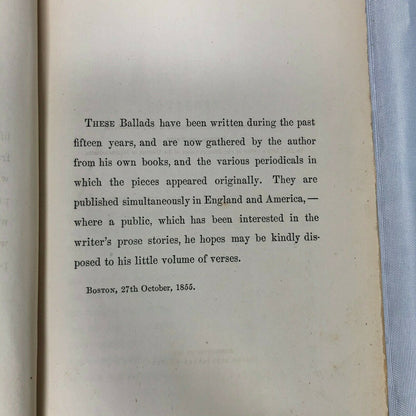 THESE Ballads have been written during the past
fifteen years, and are now gathered by the author
from his own books, and the various periodicals in
which the pieces appeared originally. They are
published simultaneously in England and America, —
where a public, which has been interested in the
writer's prose stories, he hopes may be kindly dis-
posed to his little volume of verses.
BOSTON, 27th October, 1855.